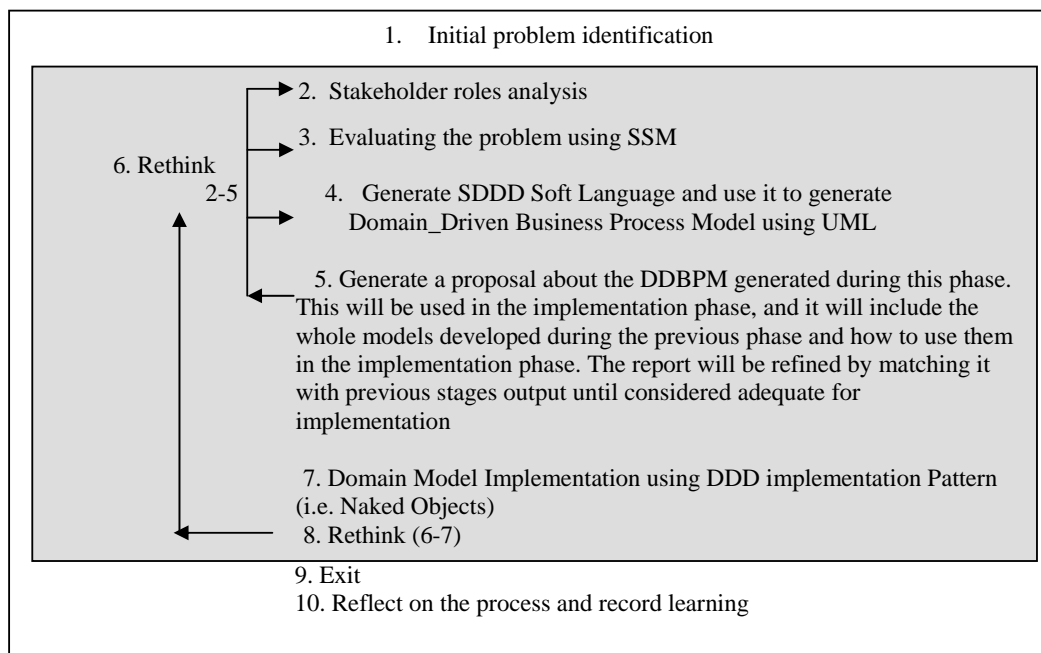 1. Initial problem identification
2. Stakeholder roles analysis
3. Evaluating the problem using SSM
6. Rethink
2-5
4. Generate SDDD Soft Language and use it to generate
Domain_Driven Business Process Model using UML
5. Generate a proposal about the DDBPM generated during this phase.
This will be used in the implementation phase, and it will include the
whole models developed during the previous phase and how to use them
in the implementation phase. The report will be refined by matching it
with previous stages output until considered adequate for
implementation
7. Domain Model Implementation using DDD implementation Pattern
(i.e. Naked Objects)
8. Rethink (6-7)
9. Exit
10. Reflect on the process and record learning